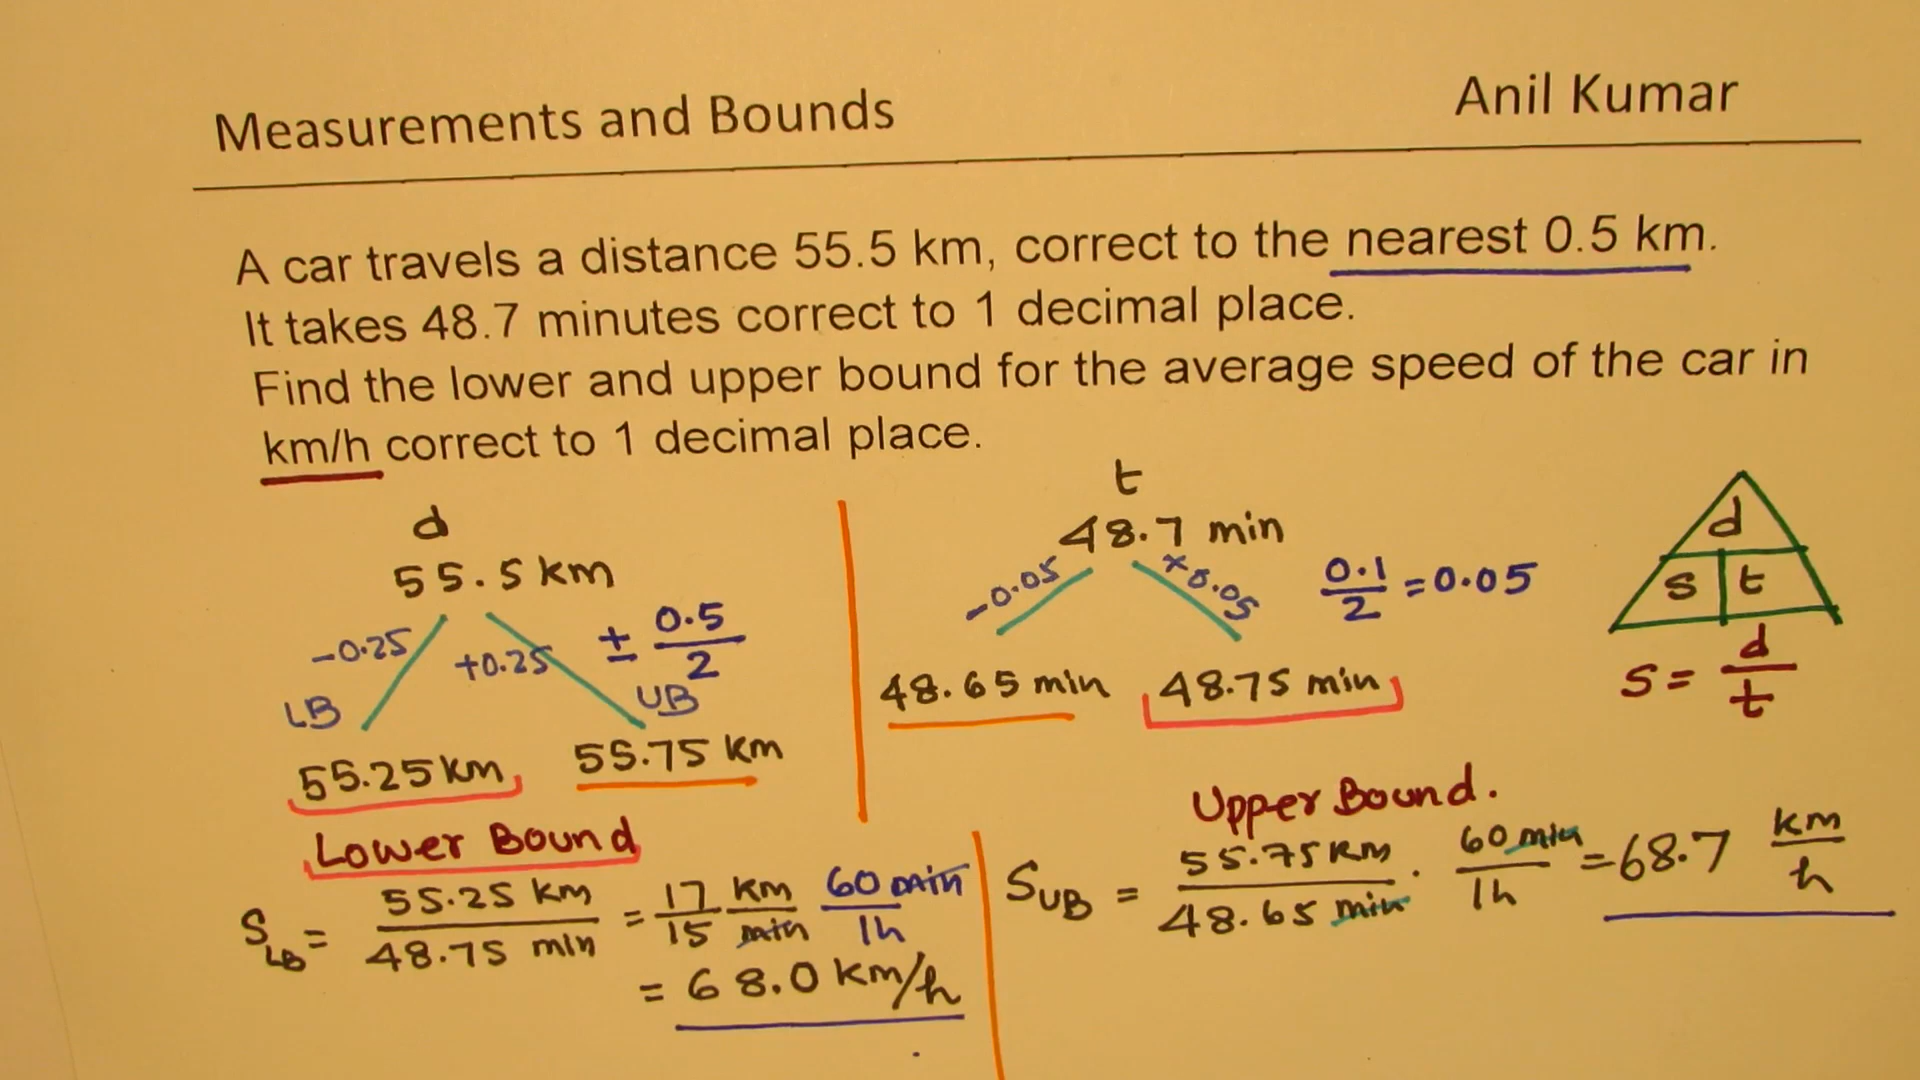 Measurements and Bounds
Anil Kumar
A car travels a distance 55.5 km, correct to the nearest 0.5 km.
It takes 48.7 minutes correct to 1 decimal place.
Find the lower and upper bound for the average speed of the car in
km/h correct to 1 decimal place.
d
55.5 km
-0.25 +0.25 ± 0.5/2
LB UB
55.25 km 55.75 km
t
48.7 min
-0.05 +0.05 0.1/2 = 0.05
48.65 min 48.75 min
d
s t
S = d/t
Lower Bound
S_LB = 55.25 km/48.75 min = 17/15 km/min 60 min/1h
= 68.0 km/h
Upper Bound.
S_UB = 55.75 km/48.65 min · 60 min/1h = 68.7 km/h